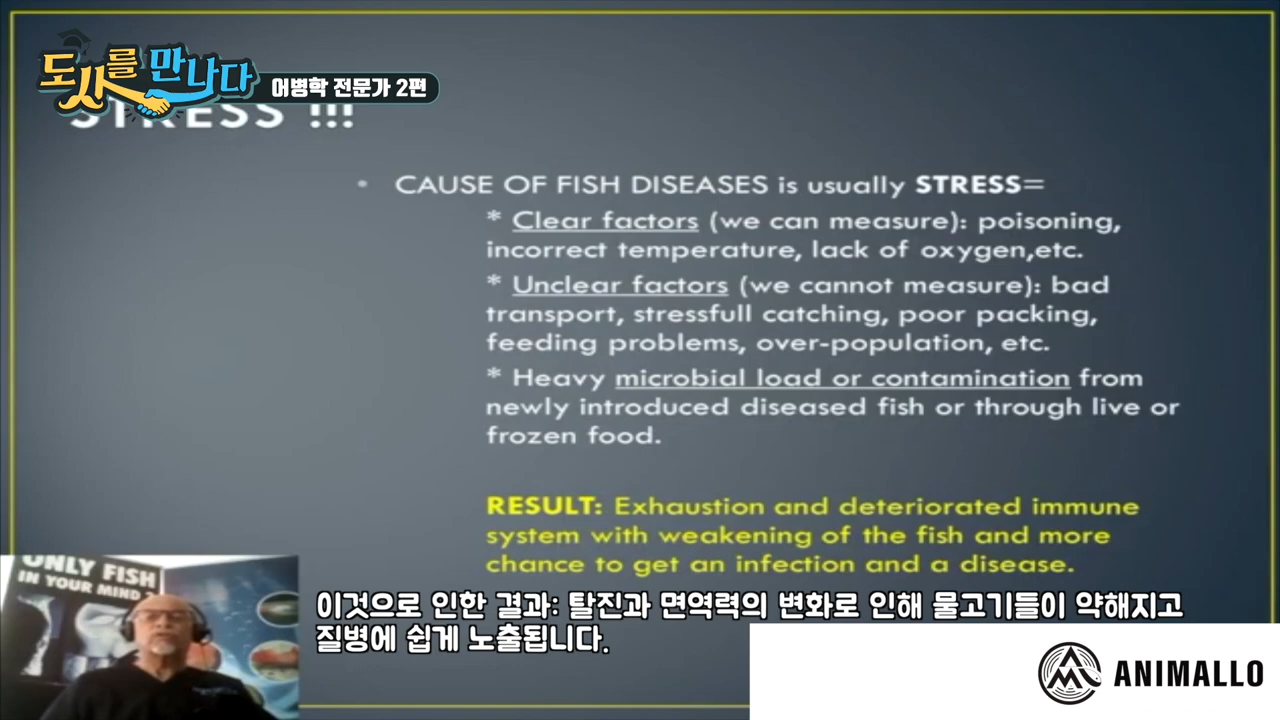 도사를 만나다
어병학 전문가 2편
STRESS !!!
• CAUSE OF FISH DISEASES is usually STRESS=
* Clear factors (we can measure): poisoning,
incorrect temperature, lack of oxygen,etc.
* Unclear factors (we cannot measure): bad
transport, stressfull catching, poor packing,
feeding problems, over-population, etc.
* Heavy microbial load or contamination from
newly introduced diseased fish or through live or
frozen food.
RESULT: Exhaustion and deteriorated immune
system with weakening of the fish and more
chance to get an infection and a disease.
ONLY FISH
IN YOUR MIND ?
이것으로 인한 결과: 탈진과 면역력의 변화로 인해 물고기들이 약해지고
질병에 쉽게 노출됩니다.
ANIMALLO